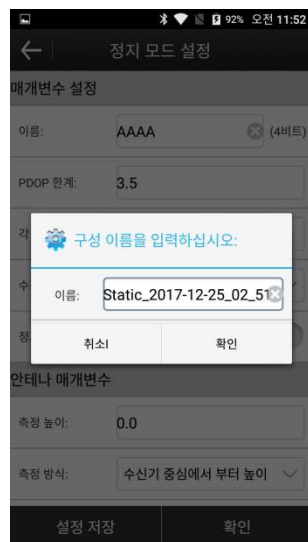 92% 오전 11:52
정지 모드 설정
매개변수 설정
이름: AAAA (4비트)
PDOP 한계: 3.5
각
구성 이름을 입력하십시오:
수
이름: Static_2017-12-25_02_51
정
취소I 확인
안테나 매개변수
측정 높이: 0.0
측정 방식: 수신기 중심에서 부터 높이
설정 저장 확인